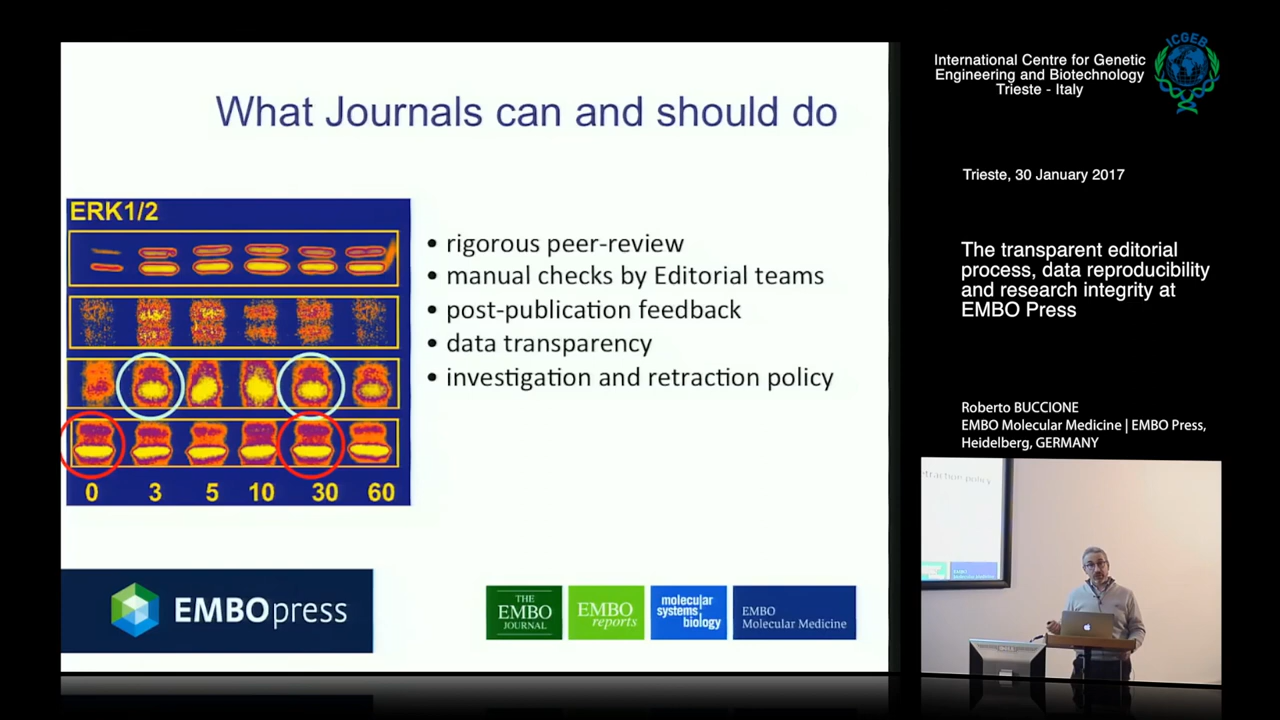 What Journals can and should do
ERK1/2
0 3 5 10 30 60
• rigorous peer-review
• manual checks by Editorial teams
• post-publication feedback
• data transparency
• investigation and retraction policy
EMBOpress
THE
EMBO
JOURNAL
EMBO
reports
molecular
systems
biology
EMBO
Molecular Medicine
International Centre for Genetic
Engineering and Biotechnology
Trieste - Italy
ICGEB
Trieste, 30 January 2017
The transparent editorial
process, data reproducibility
and research integrity at
EMBO Press
Roberto BUCCIONE
EMBO Molecular Medicine | EMBO Press,
Heidelberg, GERMANY
retraction policy